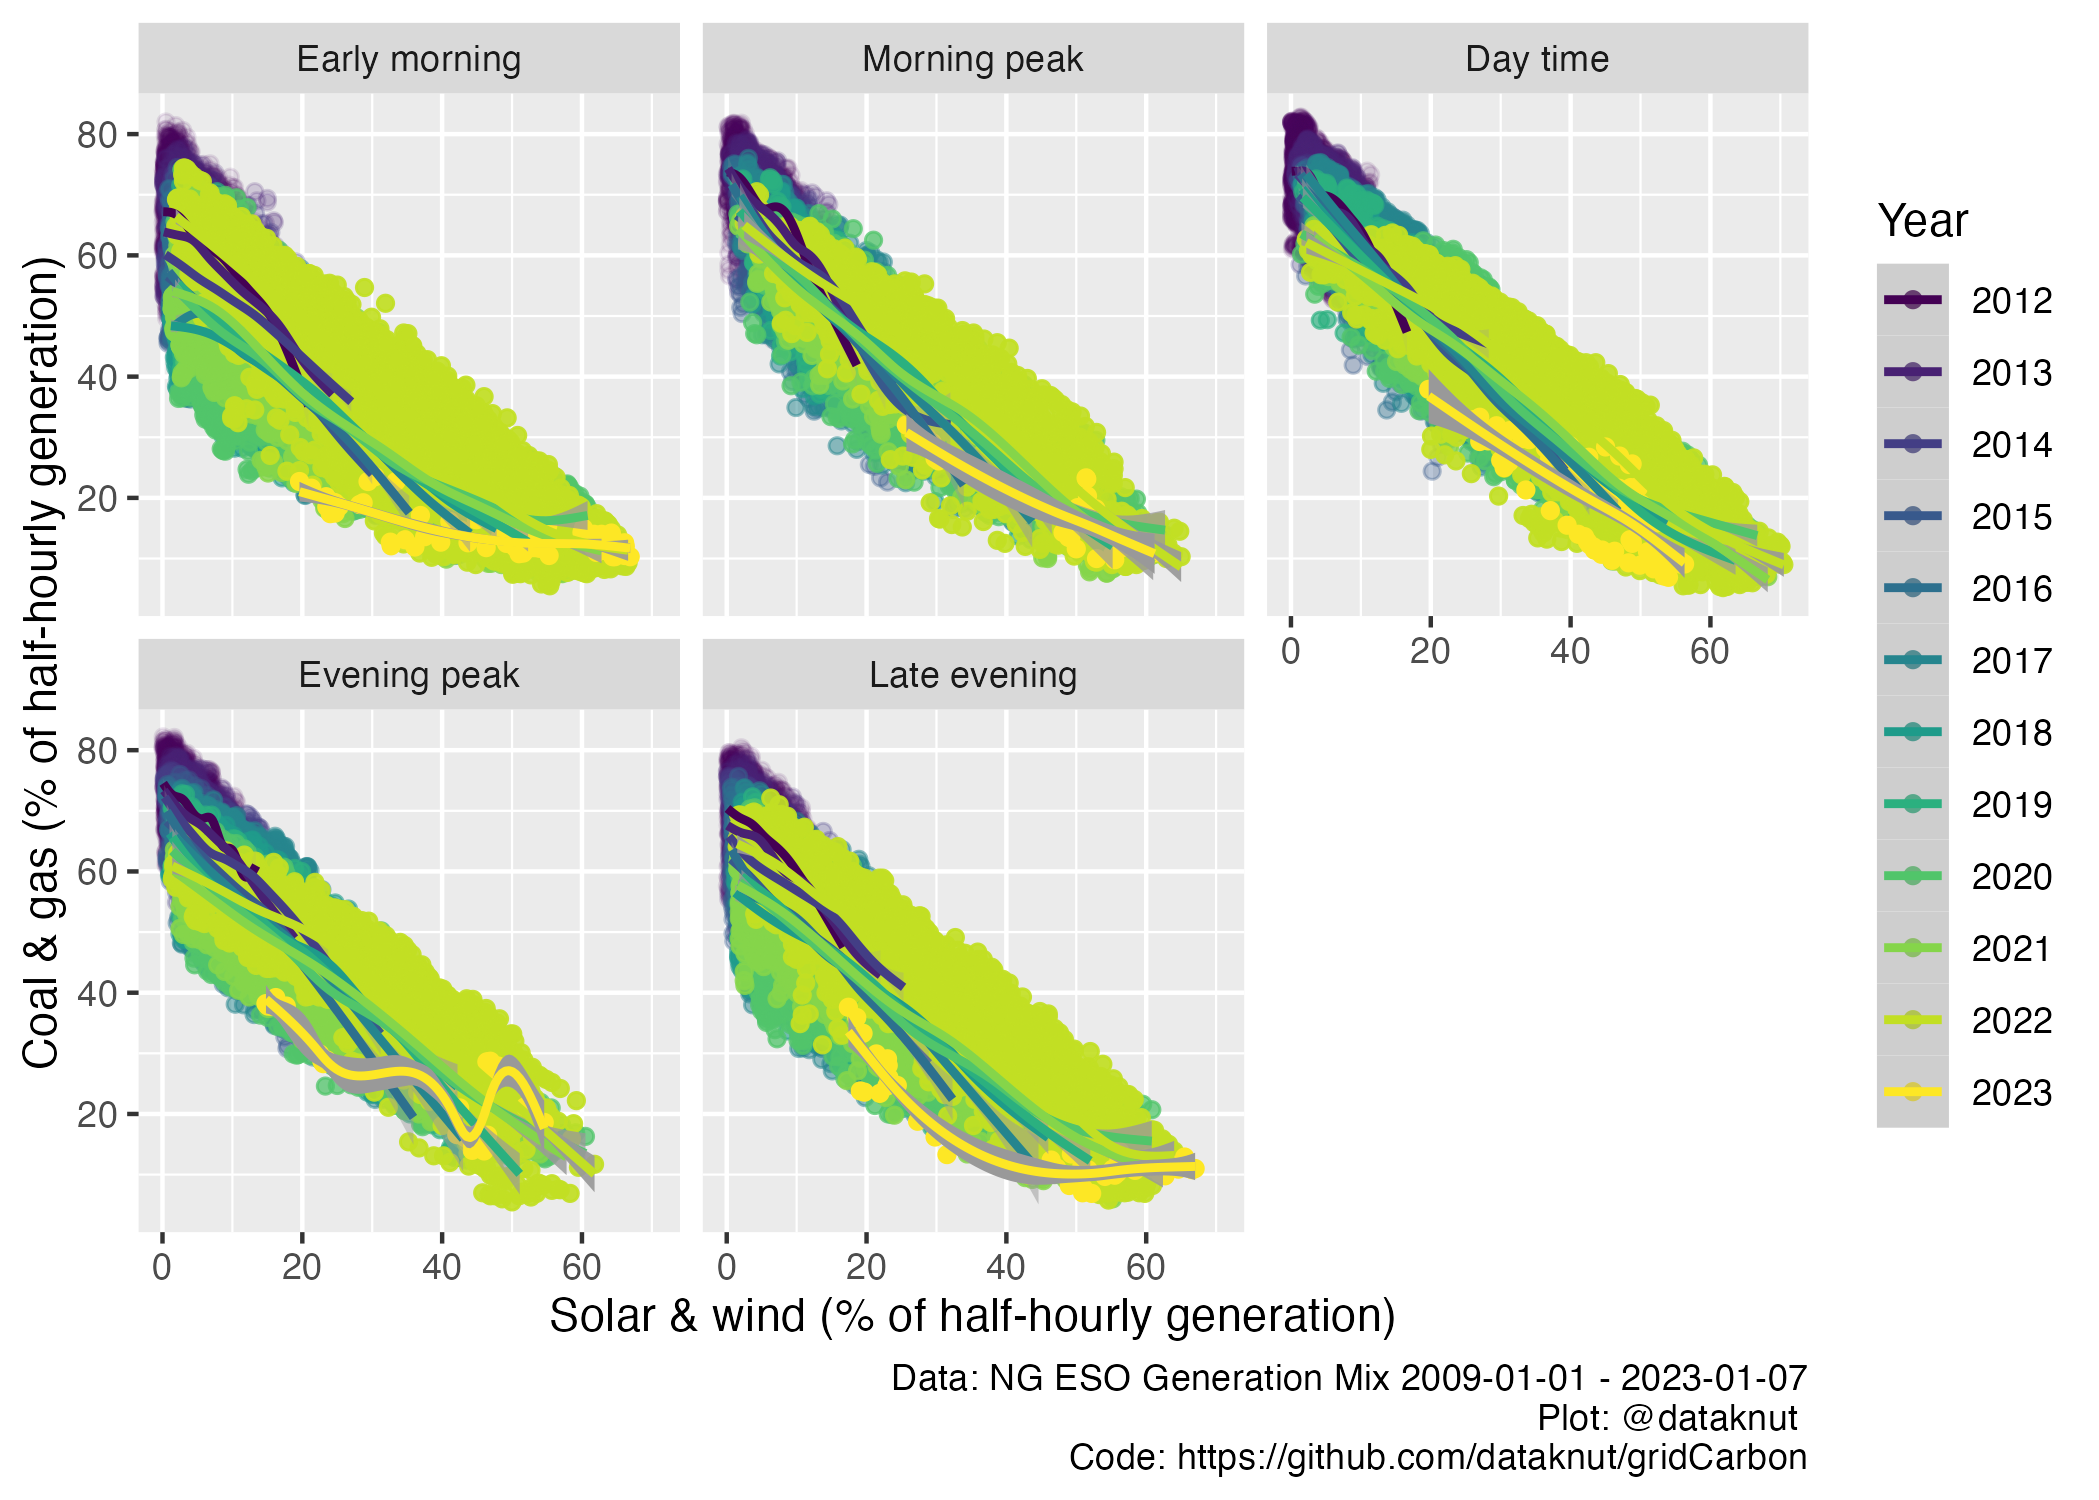 Early morning
Morning peak
Day time
80
60
40
20
0 20 40 60
Evening peak
Late evening
80
60
40
20
0 20 40 60
0 20 40 60
Coal & gas (% of half-hourly generation)
Solar & wind (% of half-hourly generation)
Year
2012
2013
2014
2015
2016
2017
2018
2019
2020
2021
2022
2023
Data: NG ESO Generation Mix 2009-01-01 - 2023-01-07
Plot: @dataknut
Code: https://github.com/dataknut/gridCarbon